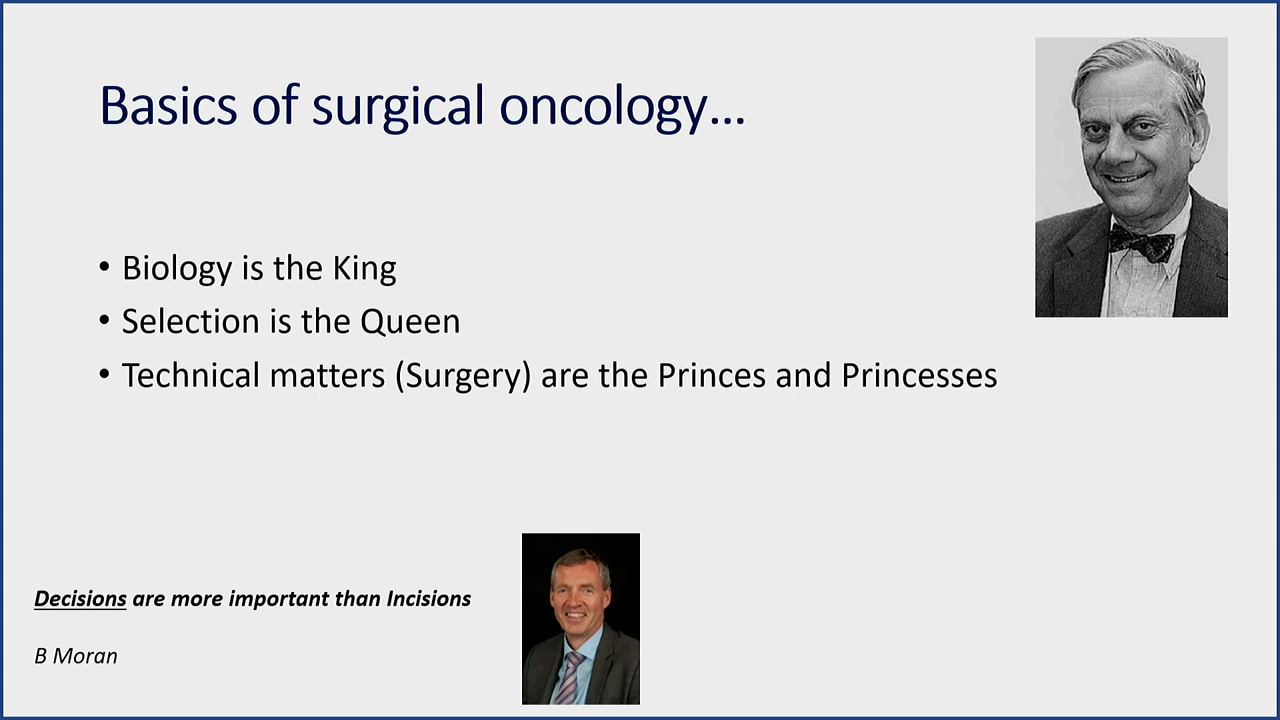 Basics of surgical oncology...
• Biology is the King
• Selection is the Queen
• Technical matters (Surgery) are the Princes and Princesses
Decisions are more important than Incisions
B Moran